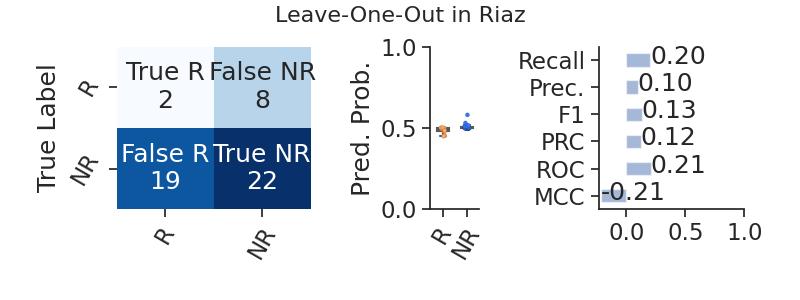 Leave-One-Out in Riaz
True Label
R
NR
True R
2
False NR
8
False R
19
True NR
22
R
NR
Pred. Prob.
1.0
0.5
0.0
R
NR
Recall
0.20
Prec.
0.10
F1
0.13
PRC
0.12
ROC
0.21
MCC
-0.21
0.0
0.5
1.0